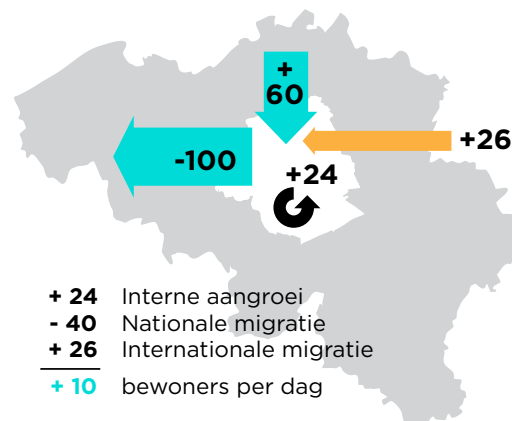 +
60
-100
+26
+24
+ 24 Interne aangroei
- 40 Nationale migratie
+ 26 Internationale migratie
+ 10 bewoners per dag